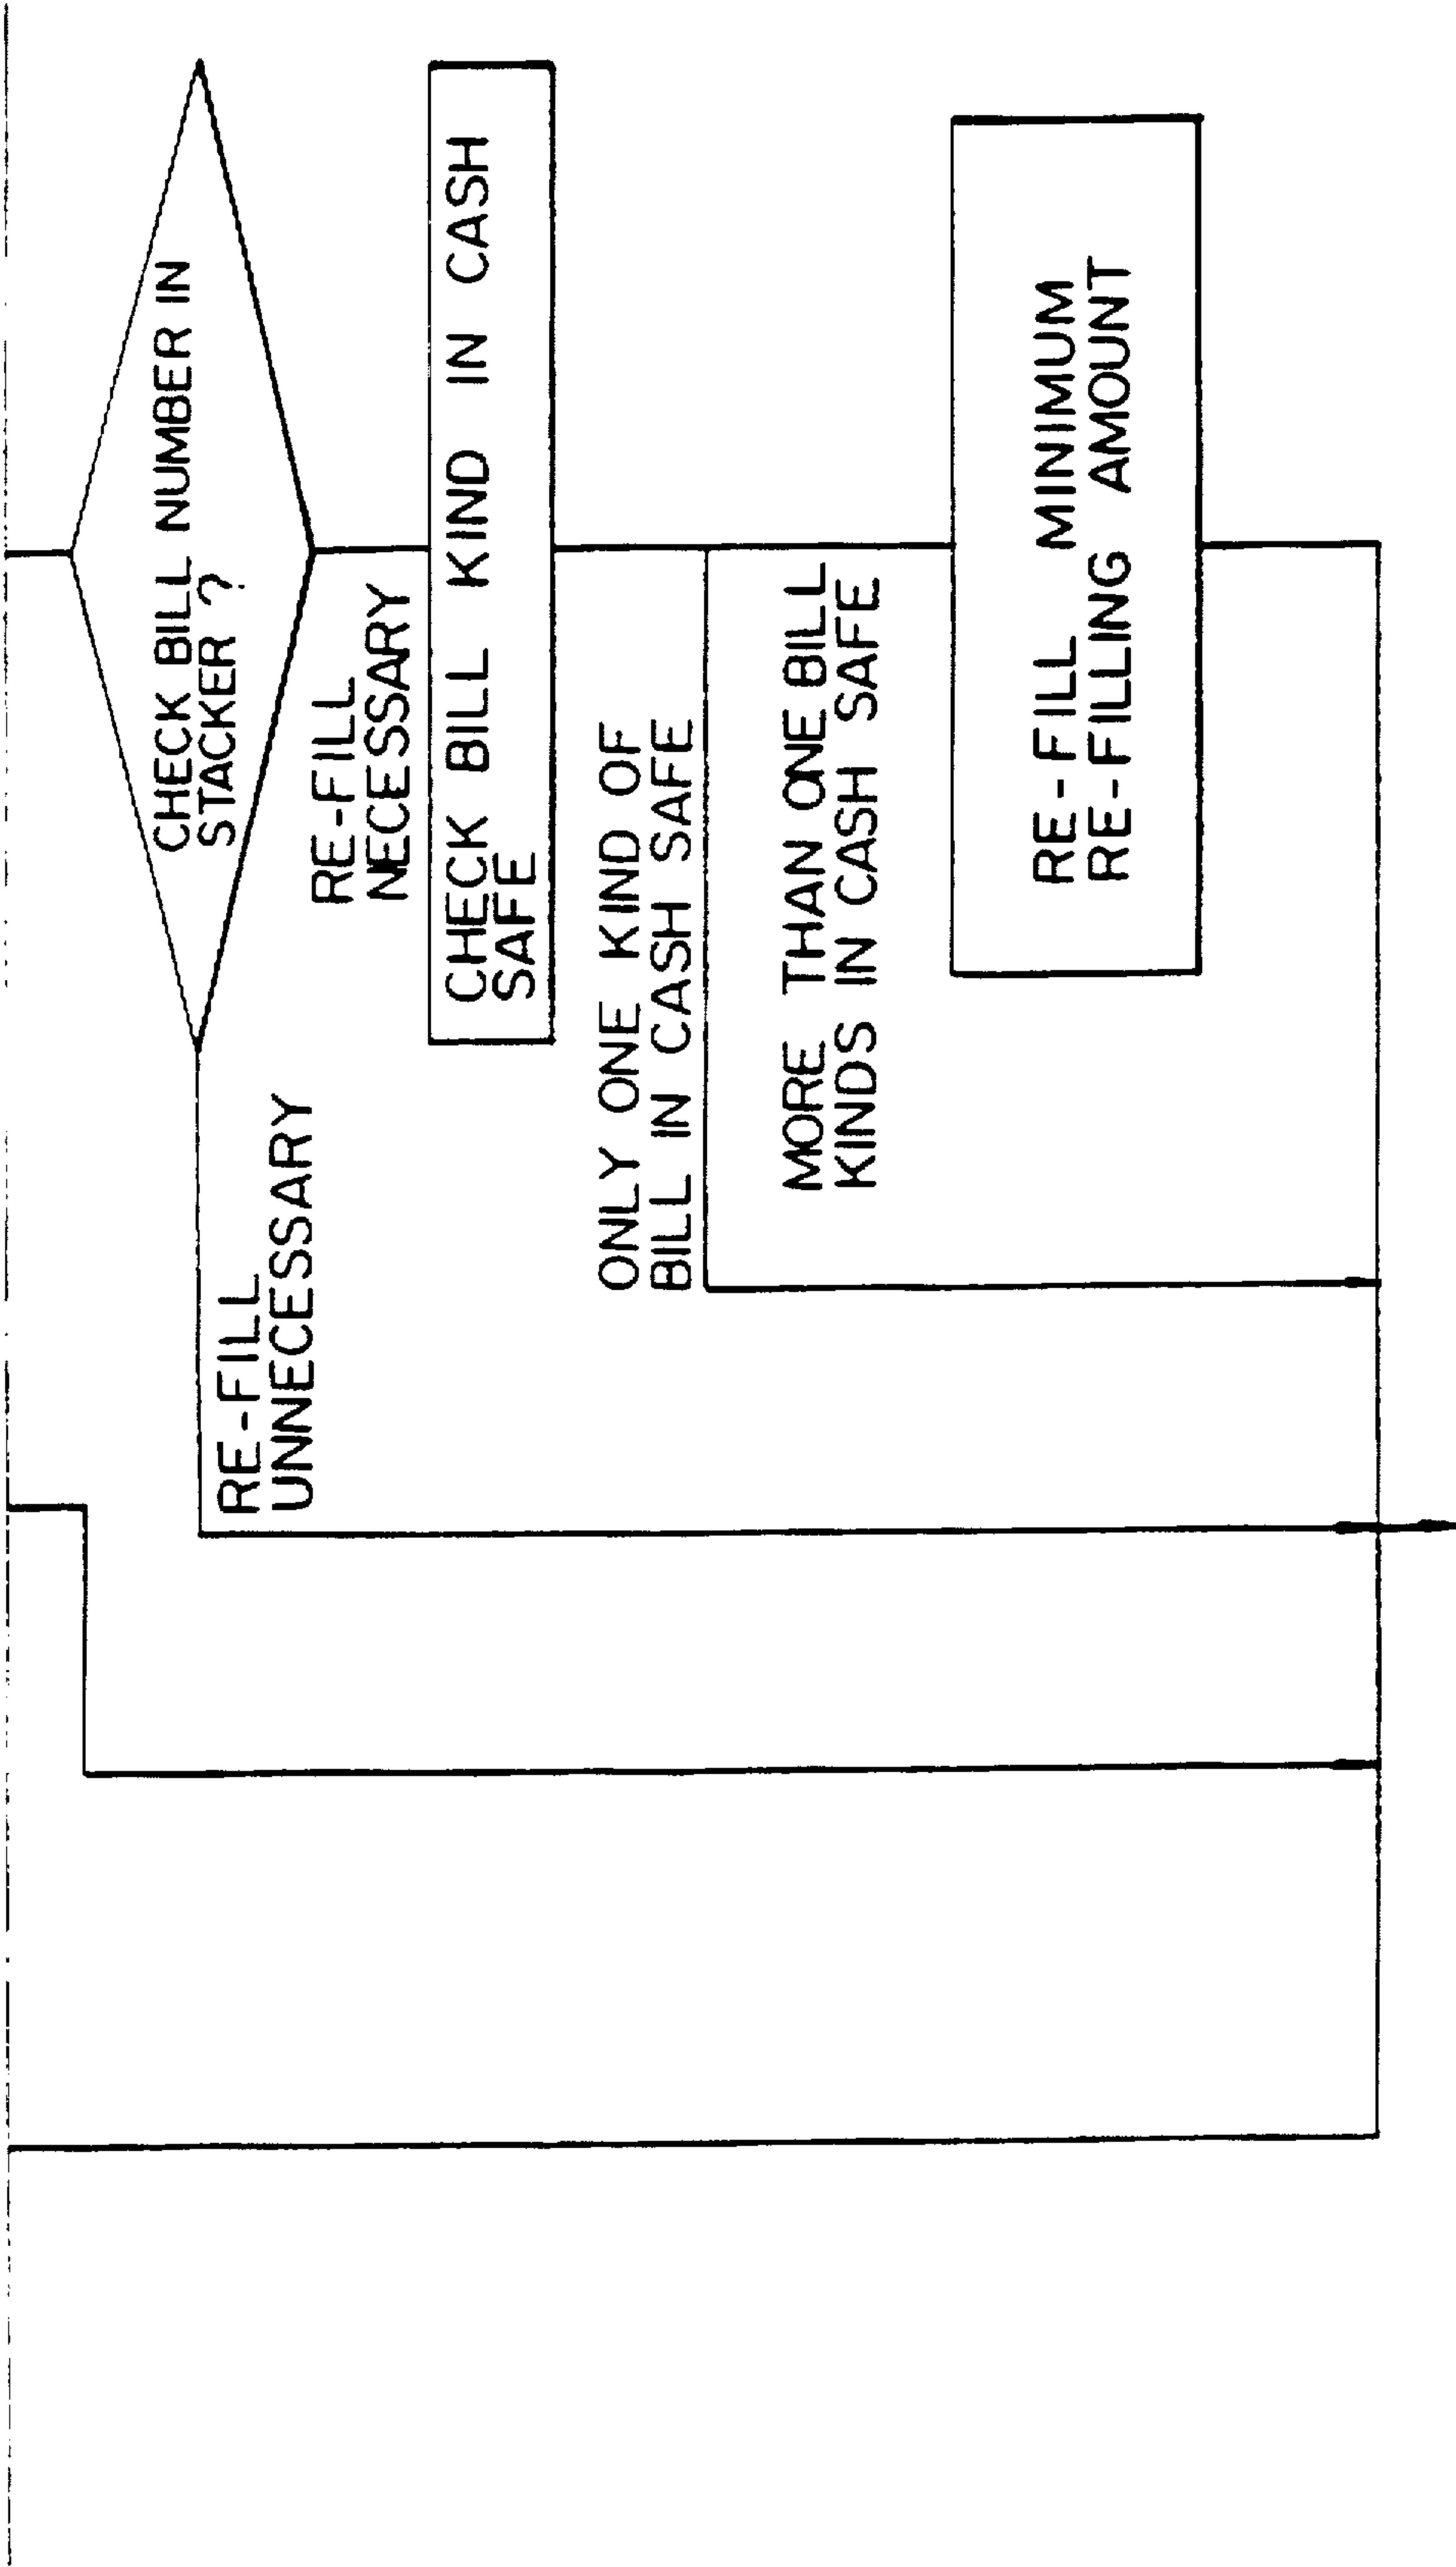 CHECK BILL NUMBER IN
STACKER ?
RE-FILL
UNNECESSARY
RE-FILL
NECESSARY
CHECK BILL KIND IN CASH
SAFE
ONLY ONE KIND OF
BILL IN CASH SAFE
MORE THAN ONE BILL
KINDS IN CASH SAFE
RE-FILL MINIMUM
RE-FILLING AMOUNT